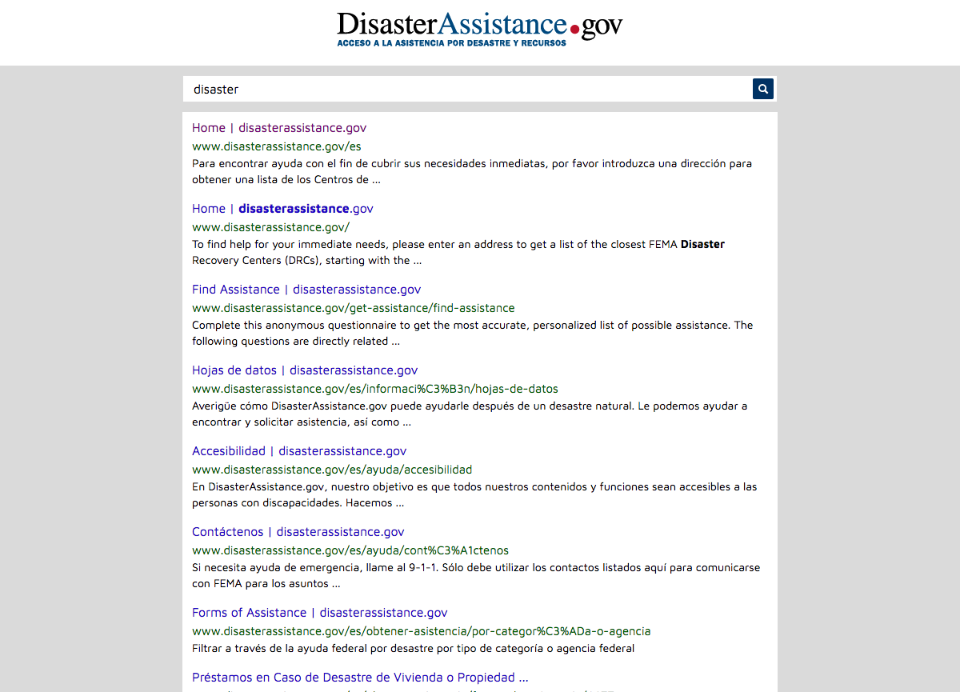 DisasterAssistance.gov
ACCESO A LA ASISTENCIA POR DESASTRE Y RECURSOS
disaster
Home | disasterassistance.gov
www.disasterassistance.gov/es
Para encontrar ayuda con el fin de cubrir sus necesidades inmediatas, por favor introduzca una dirección para
obtener una lista de los Centros de ...
Home | disasterassistance.gov
www.disasterassistance.gov/
To find help for your immediate needs, please enter an address to get a list of the closest FEMA Disaster
Recovery Centers (DRCs), starting with the ...
Find Assistance | disasterassistance.gov
www.disasterassistance.gov/get-assistance/find-assistance
Complete this anonymous questionnaire to get the most accurate, personalized list of possible assistance. The
following questions are directly related ...
Hojas de datos | disasterassistance.gov
www.disasterassistance.gov/es/informaci%C3%B3n/hojas-de-datos
Averigüe cómo DisasterAssistance.gov puede ayudarle después de un desastre natural. Le podemos ayudar a
encontrar y solicitar asistencia, así como ...
Accesibilidad | disasterassistance.gov
www.disasterassistance.gov/es/ayuda/accesibilidad
En DisasterAssistance.gov, nuestro objetivo es que todos nuestros contenidos y funciones sean accesibles a las
personas con discapacidades. Hacemos ...
Contáctenos | disasterassistance.gov
www.disasterassistance.gov/es/ayuda/cont%C3%A1ctenos
Si necesita ayuda de emergencia, llame al 9-1-1. Sólo debe utilizar los contactos listados aquí para comunicarse
con FEMA para los asuntos ...
Forms of Assistance | disasterassistance.gov
www.disasterassistance.gov/es/obtener-asistencia/por-categor%C3%ADa-o-agencia
Filtrar a través de la ayuda federal por desastre por tipo de categoría o agencia federal
Préstamos en Caso de Desastre de Vivienda o Propiedad ...